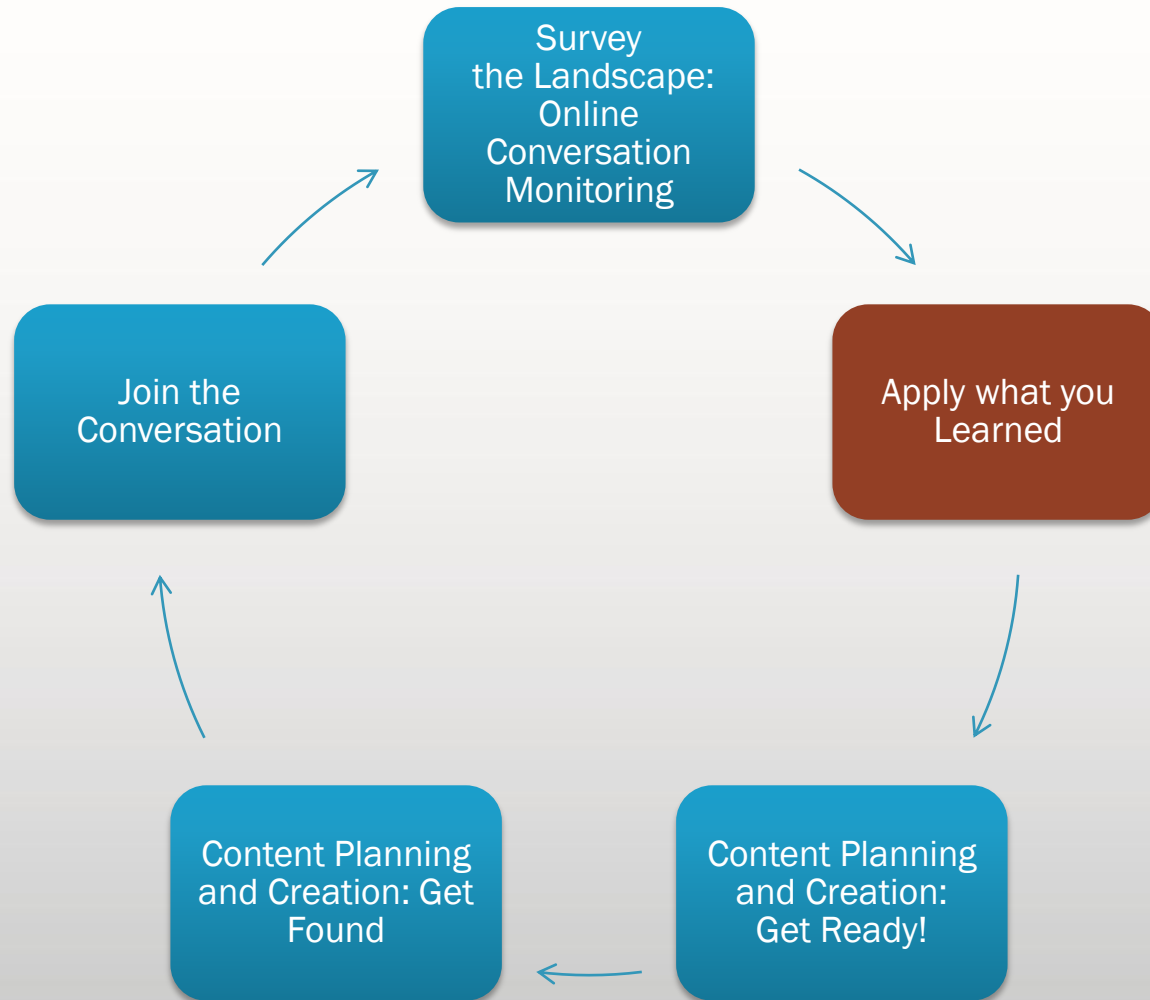 Survey
the Landscape:
Online
Conversation
Monitoring
Apply what you
Learned
Content Planning
and Creation:
Get Ready!
Content Planning
and Creation: Get
Found
Join the
Conversation